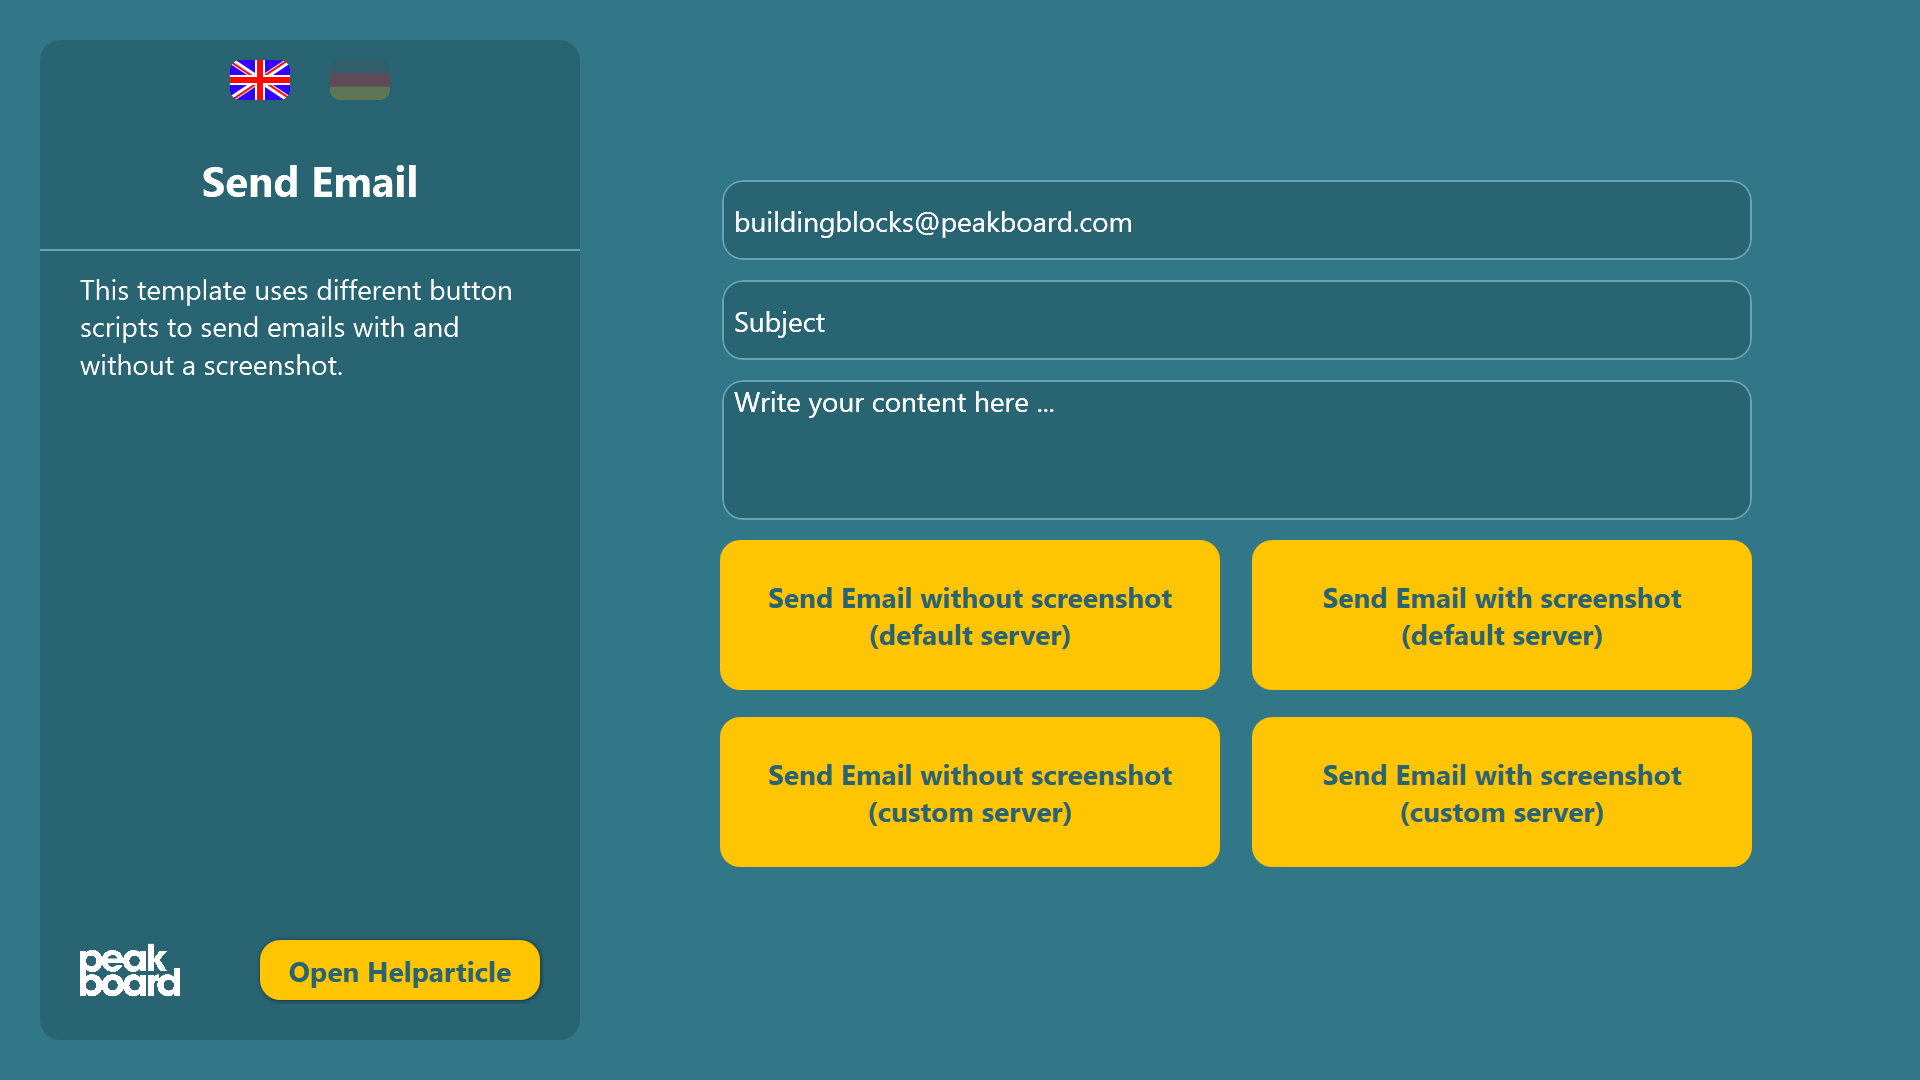 Send Email
This template uses different button
scripts to send emails with and
without a screenshot.
peak
board
Open Helparticle
buildingblocks@peakboard.com
Subject
Write your content here ...
Send Email without screenshot
(default server)
Send Email with screenshot
(default server)
Send Email without screenshot
(custom server)
Send Email with screenshot
(custom server)